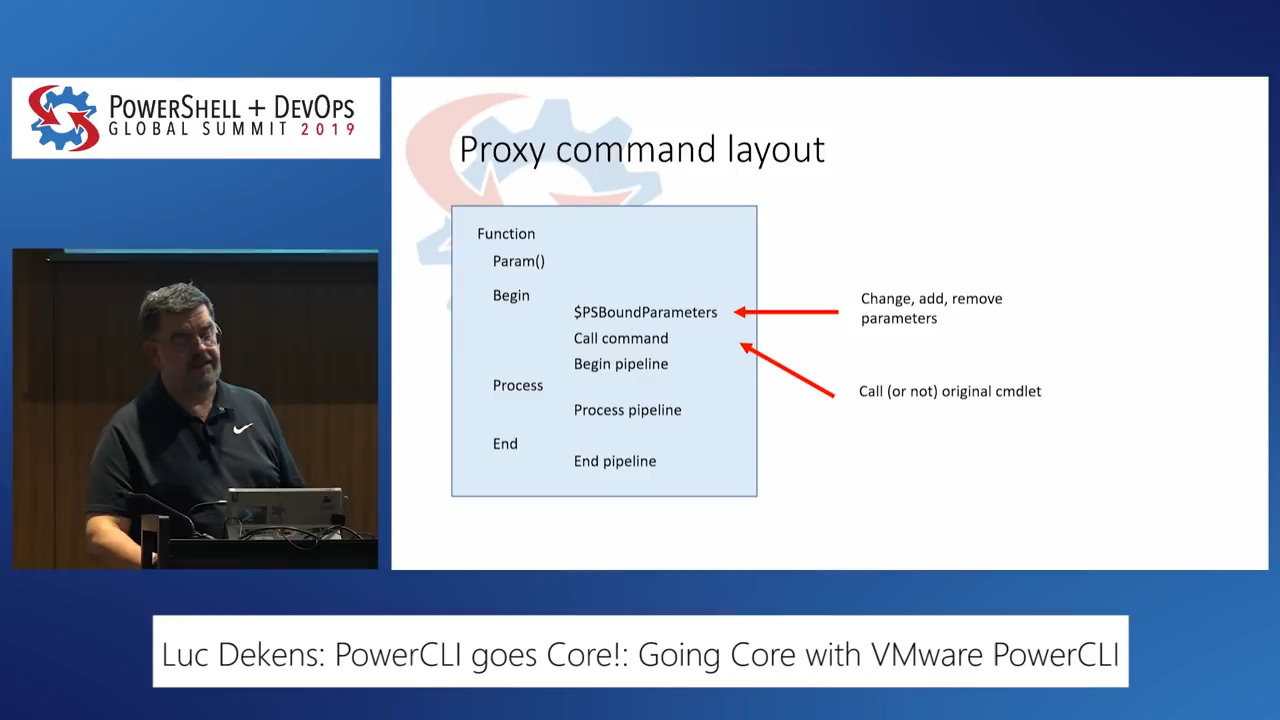 POWERSHELL + DEVOPS
GLOBAL SUMMIT 2019
Proxy command layout
Function
Param()
Begin
$PSBoundParameters
Call command
Begin pipeline
Process
Process pipeline
End
End pipeline
Change, add, remove
parameters
Call (or not) original cmdlet
Luc Dekens: PowerCLI goes Core!: Going Core with VMware PowerCLI